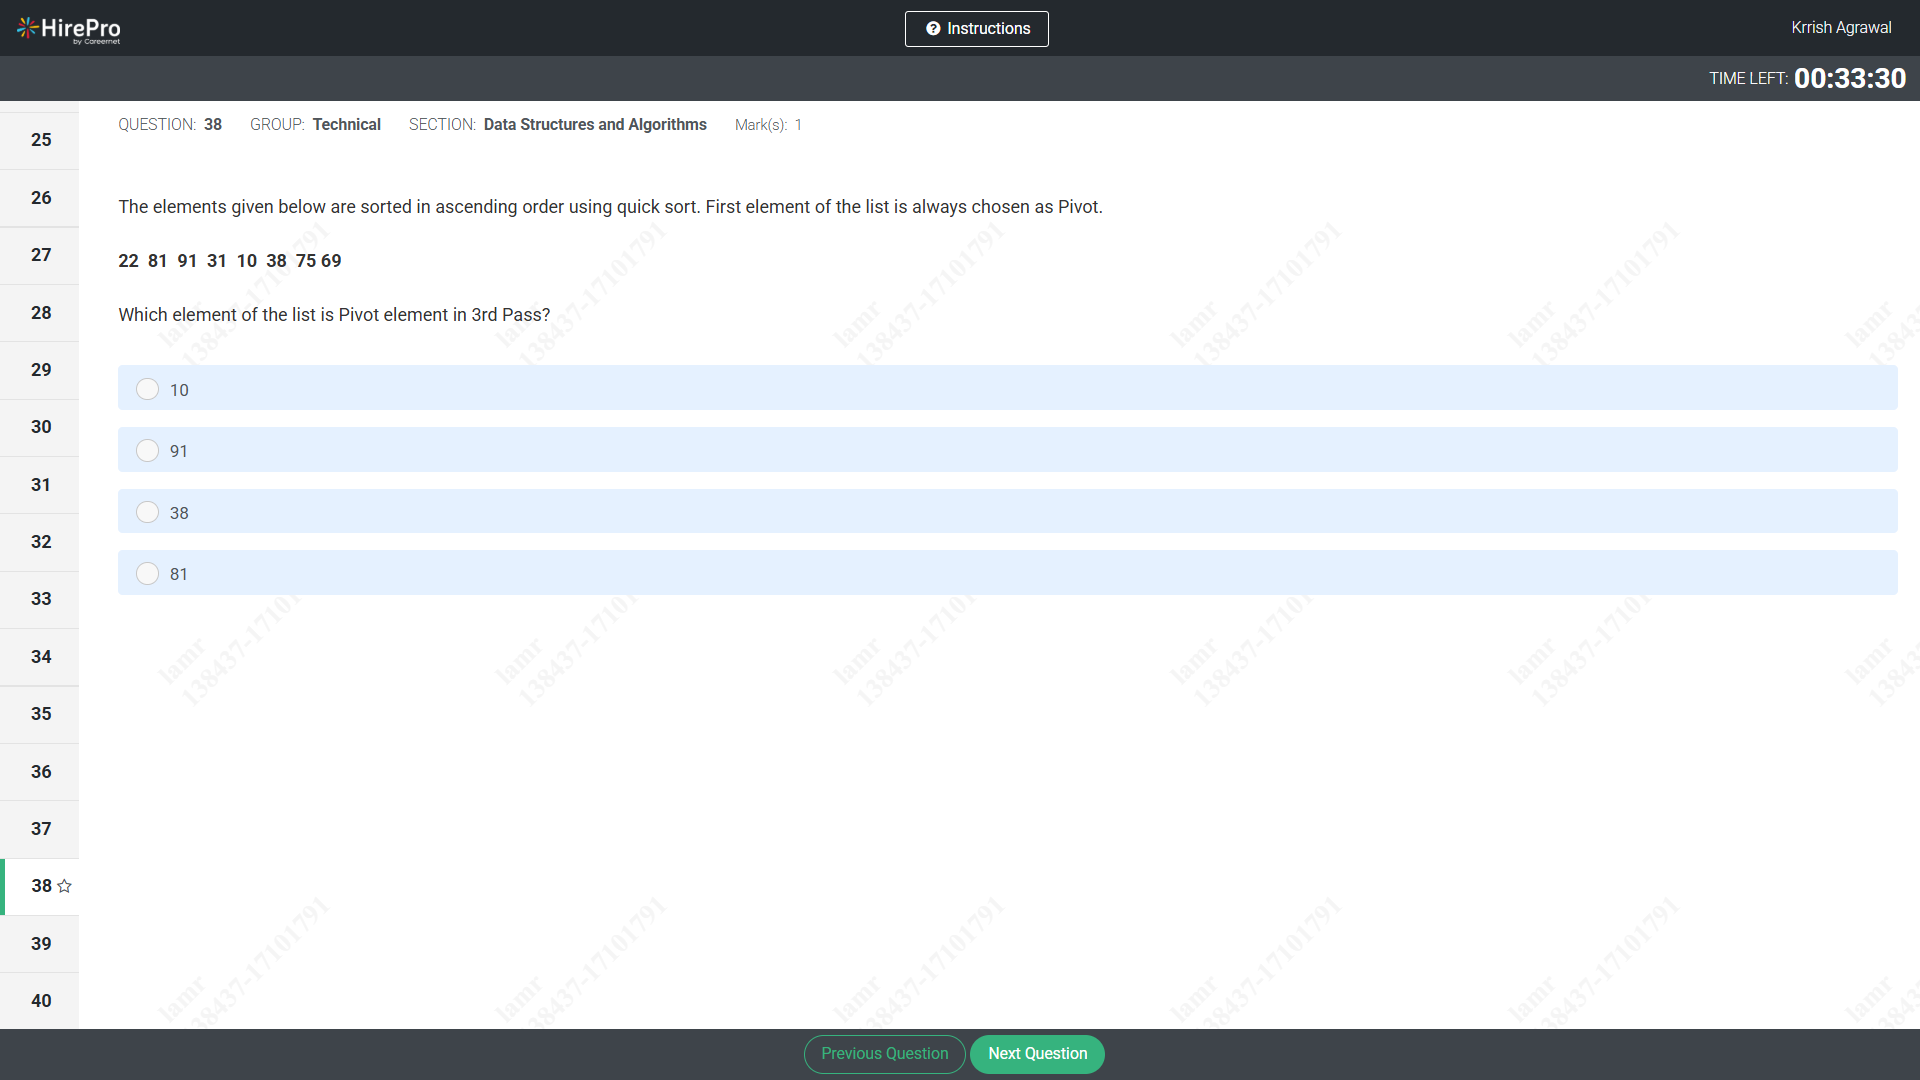 HirePro
by Careernet
Instructions
Krrish Agrawal
TIME LEFT: 00:33:30
QUESTION: 38 GROUP: Technical SECTION: Data Structures and Algorithms Mark(s): 1
25
26
27
28
29
30
31
32
33
34
35
36
37
38
39
40
The elements given below are sorted in ascending order using quick sort. First element of the list is always chosen as Pivot.
22 81 91 31 10 38 75 69
Which element of the list is Pivot element in 3rd Pass?
10
91
38
81
lamr
138437-17101791
Previous Question
Next Question